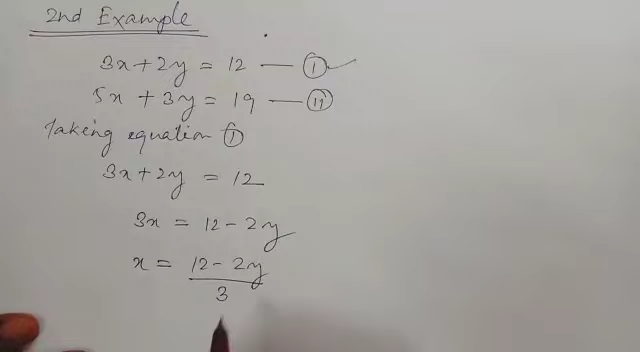 2nd Example
3x + 2y = 12 — (I)
5x + 3y = 19 — (II)
Taking equation (I)
3x + 2y = 12
3x = 12 - 2y
x = 12 - 2y
3